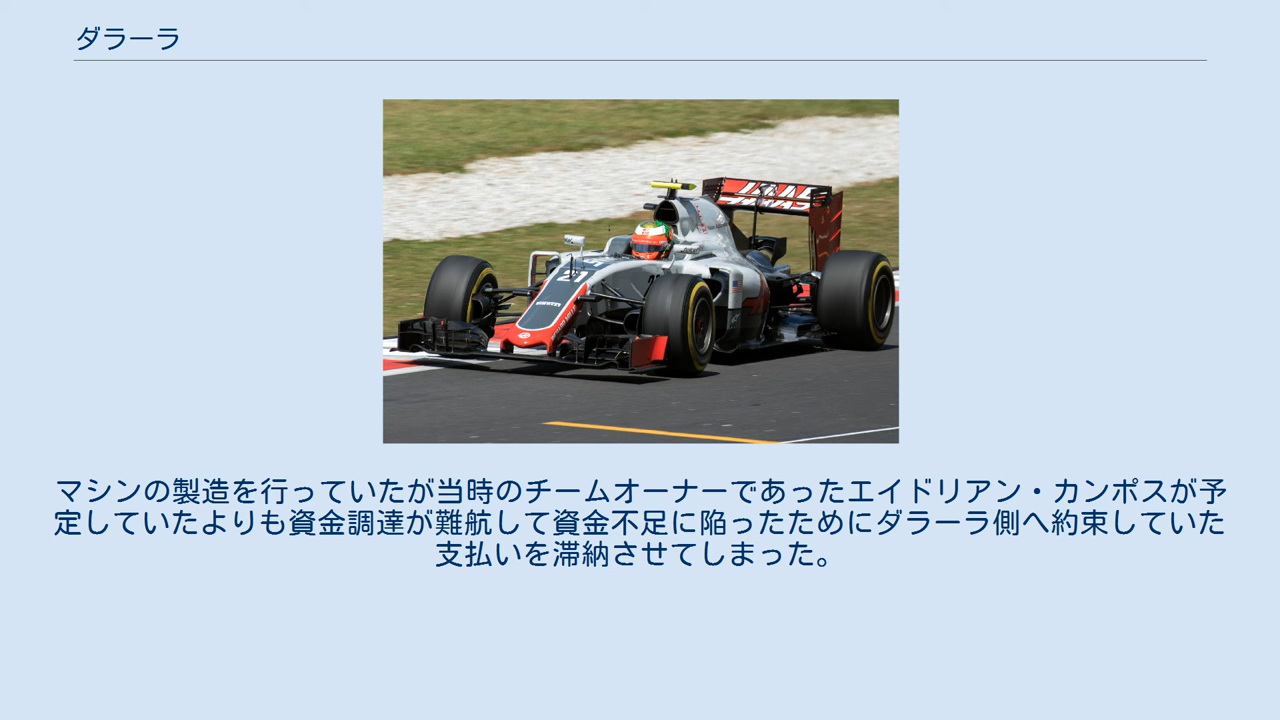 ダラーラ
HAAS
21
PIRELLI
マシンの製造を行っていたが当時のチームオーナーであったエイドリアン・カンポスが予
定していたよりも資金調達が難航して資金不足に陥ったためにダラーラ側へ約束していた
支払いを滞納させてしまった。